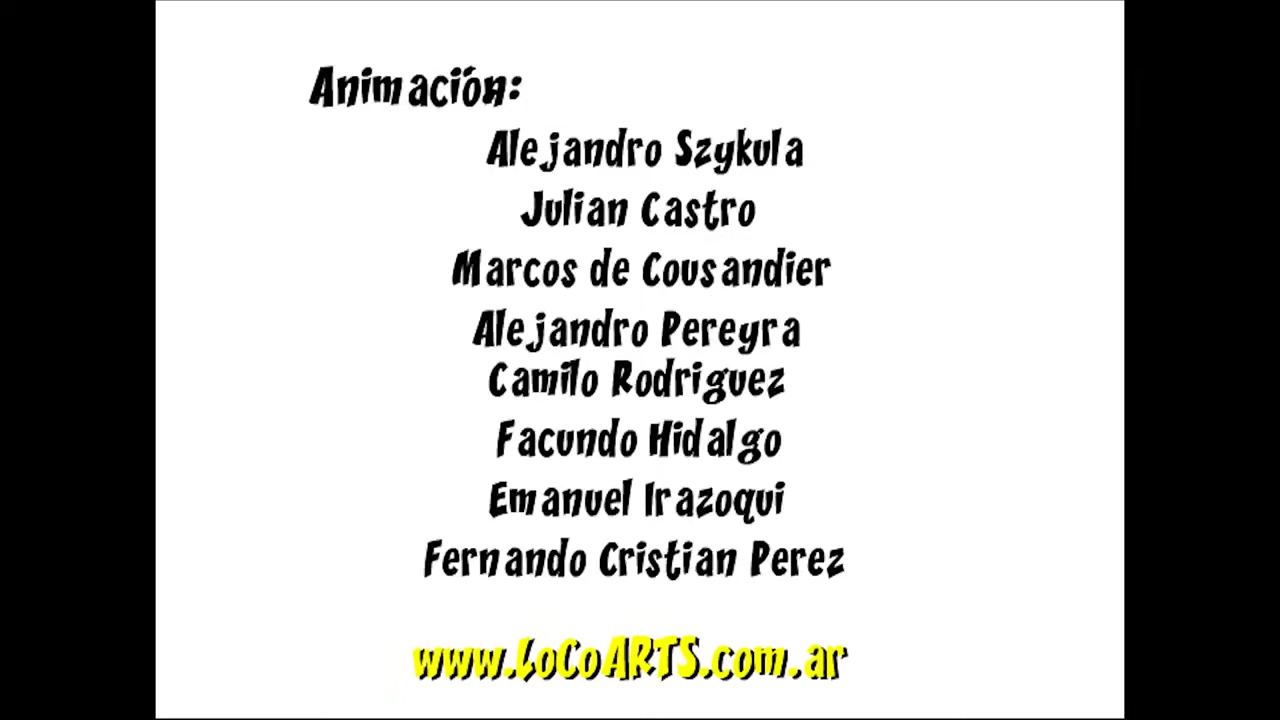 Animación:
Alejandro Szykula
Julian Castro
Marcos de Cousandier
Alejandro Pereyra
Camilo Rodriguez
Facundo Hidalgo
Emanuel Irazoqui
Fernando Cristian Perez
www.LoCoARTS.com.ar